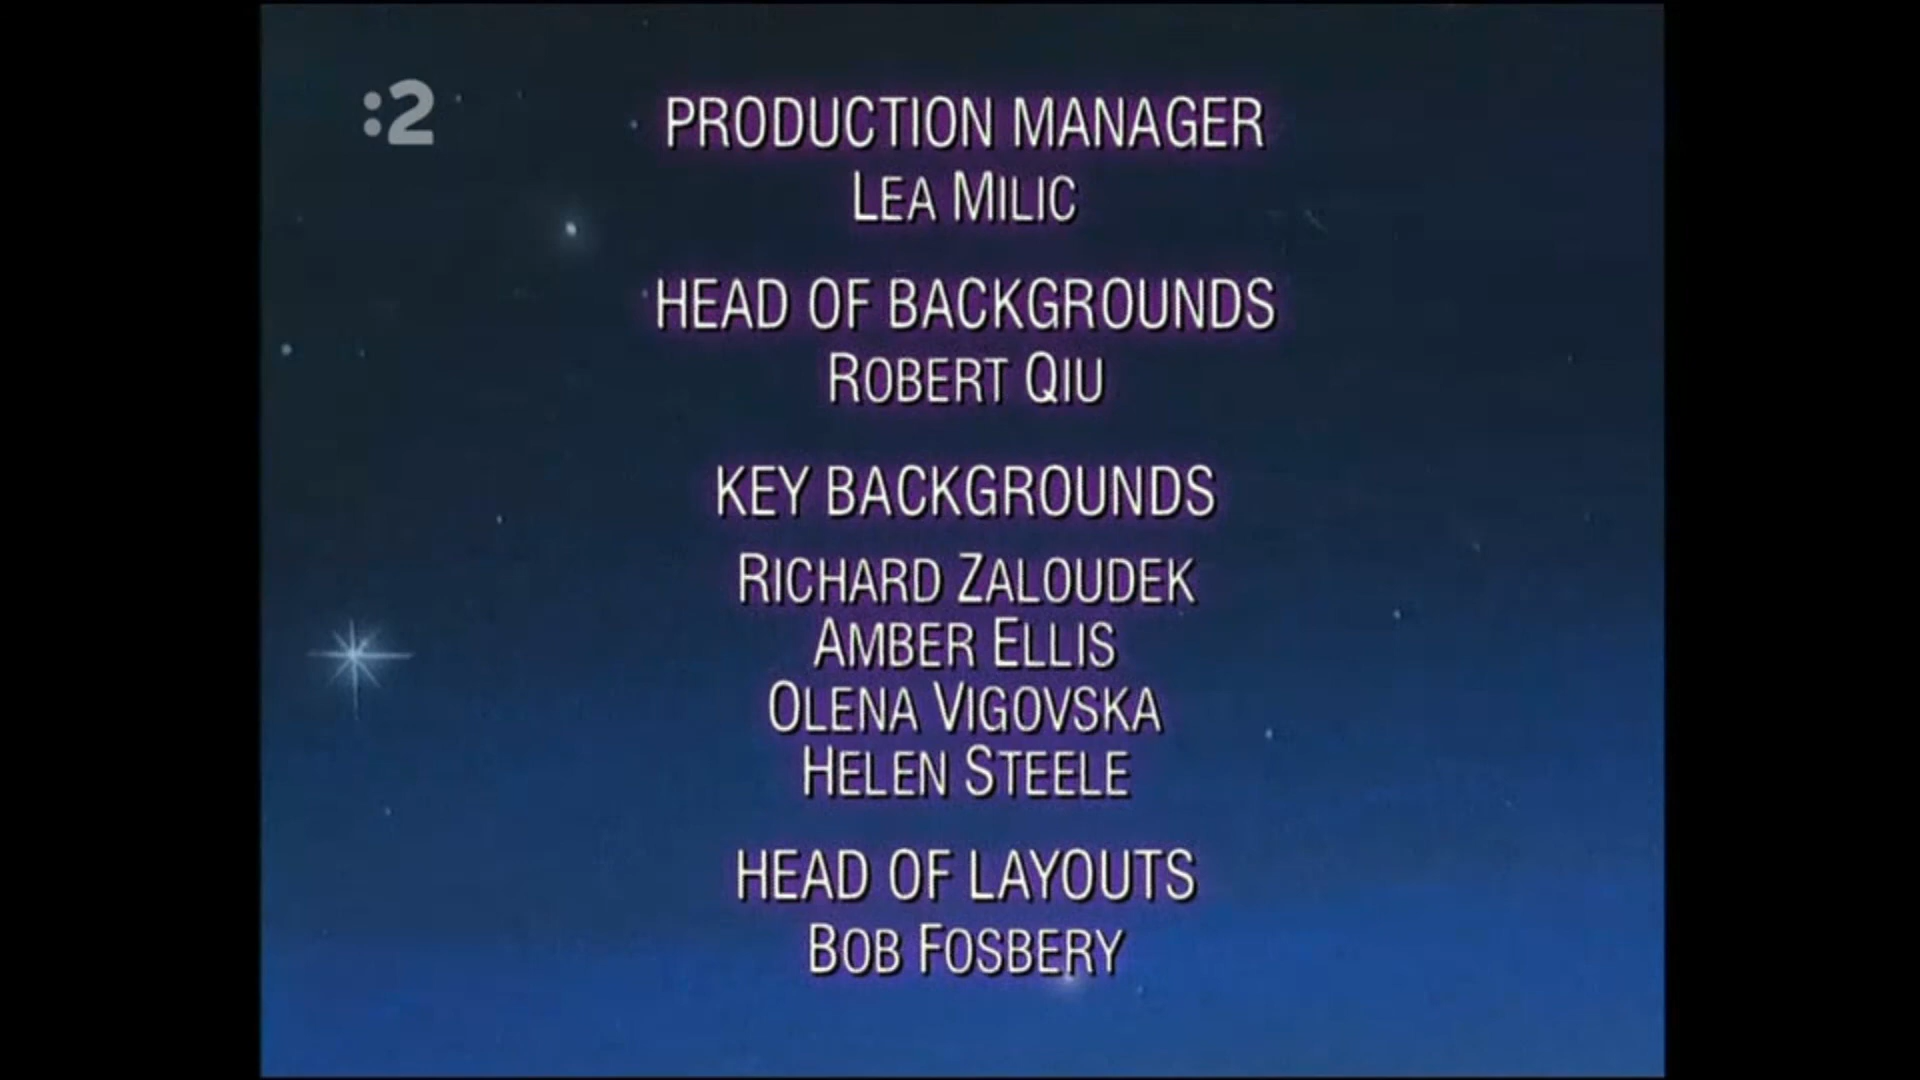 :2
PRODUCTION MANAGER
LEA MILIC
HEAD OF BACKGROUNDS
ROBERT QIU
KEY BACKGROUNDS
RICHARD ZALOUDEK
AMBER ELLIS
OLENA VIGOVSKA
HELEN STEELE
HEAD OF LAYOUTS
BOB FOSBERY